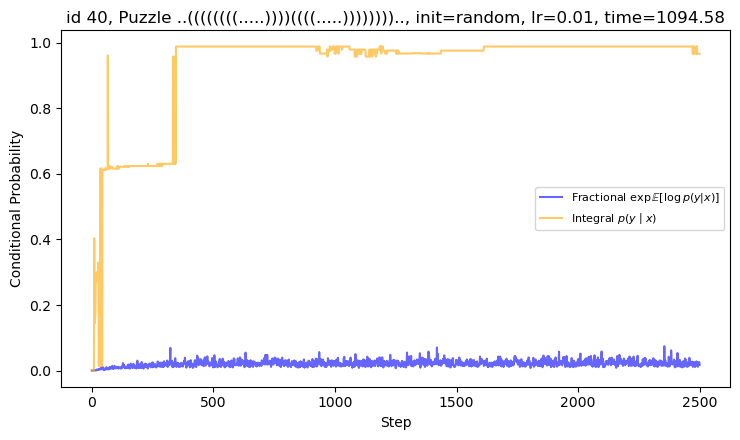 id 40, Puzzle ..((((((((.....))))((((.....)))))))).., init=random, lr=0.01, time=1094.58
1.0
0.8
0.6
0.4
0.2
0.0
Conditional Probability
Fractional exp𝔼[log p(y|x)]
Integral p(y | x)
0
500
1000
1500
2000
2500
Step